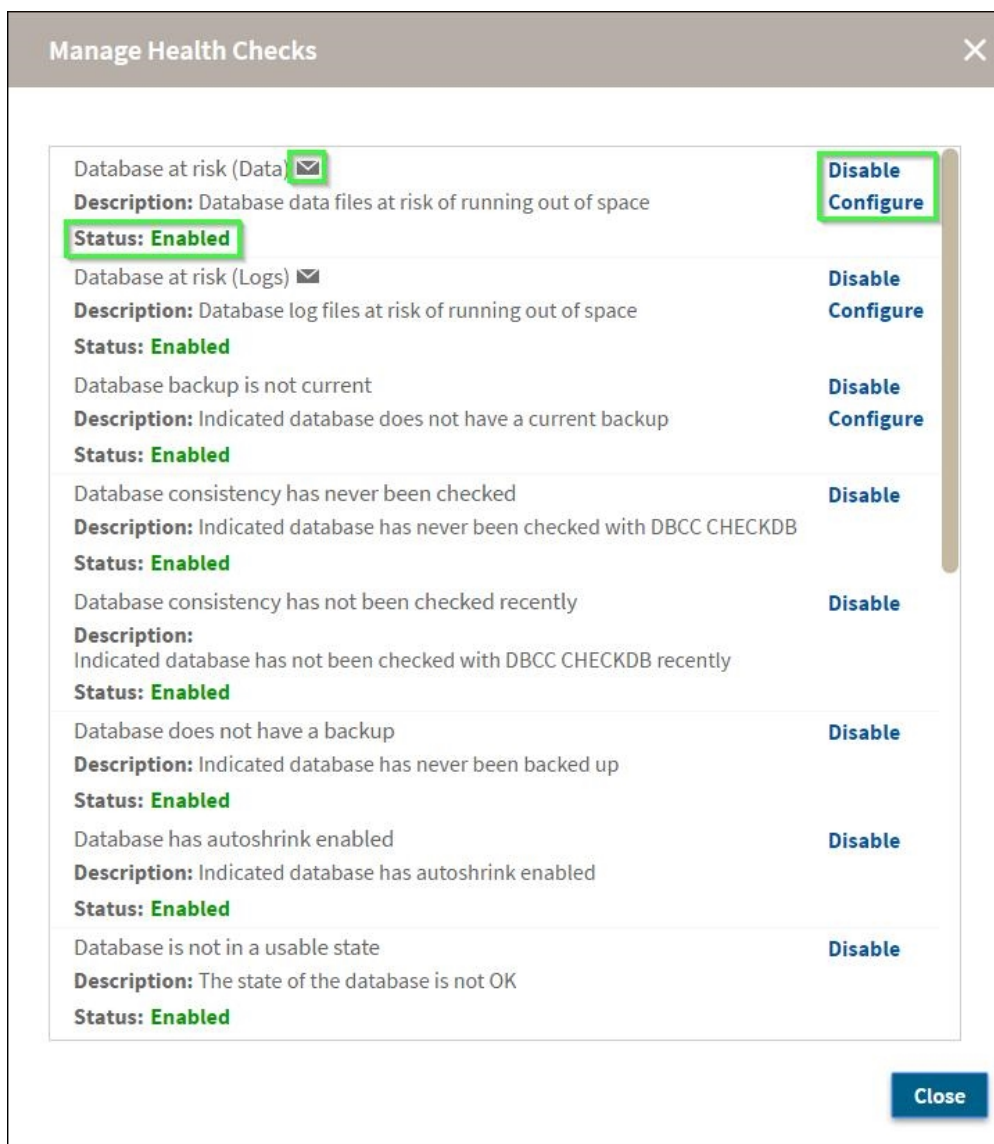 Manage Health Checks
Database at risk (Data)
Disable
Description: Database data files at risk of running out of space
Configure
Status: Enabled
Database at risk (Logs)
Disable
Description: Database log files at risk of running out of space
Configure
Status: Enabled
Database backup is not current
Disable
Description: Indicated database does not have a current backup
Configure
Status: Enabled
Database consistency has never been checked
Disable
Description: Indicated database has never been checked with DBCC CHECKDB
Status: Enabled
Database consistency has not been checked recently
Disable
Description:
Indicated database has not been checked with DBCC CHECKDB recently
Status: Enabled
Database does not have a backup
Disable
Description: Indicated database has never been backed up
Status: Enabled
Database has autoshrink enabled
Disable
Description: Indicated database has autoshrink enabled
Status: Enabled
Database is not in a usable state
Disable
Description: The state of the database is not OK
Status: Enabled
Close